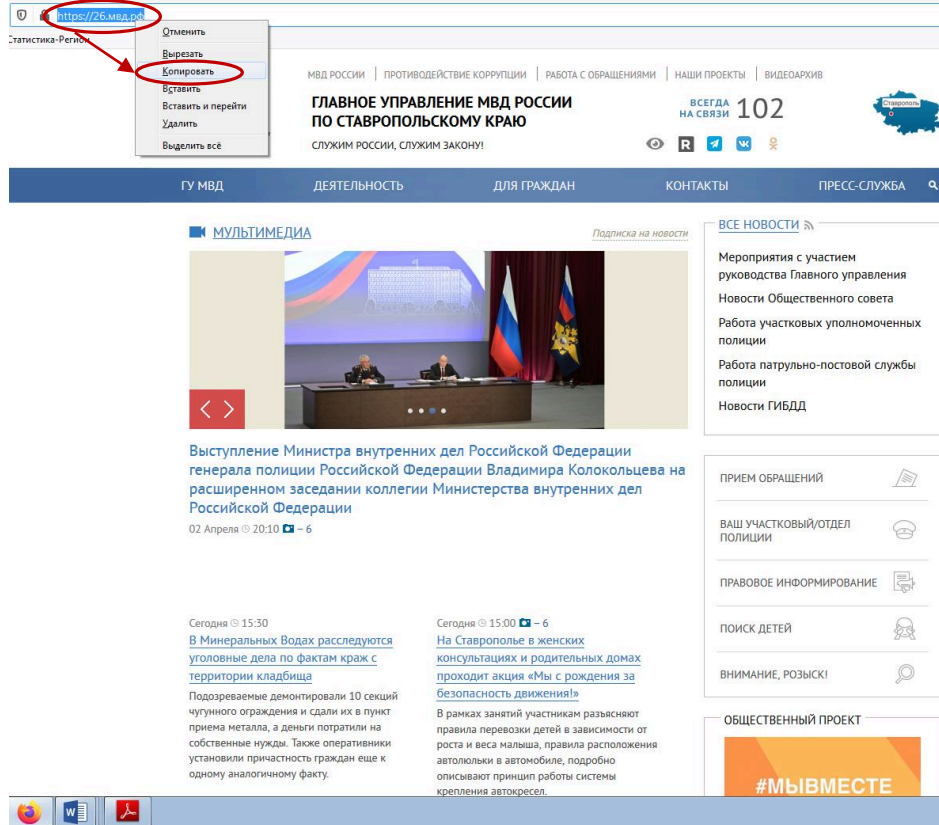 https://26.мвд.рф
Статистика-Регион
Отменить
Вырезать
Копировать
Вставить
Вставить и перейти
Удалить
Выделить всё
МВД РОССИИ | ПРОТИВОДЕЙСТВИЕ КОРРУПЦИИ | РАБОТА С ОБРАЩЕНИЯМИ | НАШИ ПРОЕКТЫ | ВИДЕОАРХИВ
ГЛАВНОЕ УПРАВЛЕНИЕ МВД РОССИИ
ПО СТАВРОПОЛЬСКОМУ КРАЮ
СЛУЖИМ РОССИИ, СЛУЖИМ ЗАКОНУ!
ВСЕГДА
НА СВЯЗИ 102
Ставрополь
ГУ МВД ДЕЯТЕЛЬНОСТЬ ДЛЯ ГРАЖДАН КОНТАКТЫ ПРЕСС-СЛУЖБА
МУЛЬТИМЕДИА
Подписка на новости
Выступление Министра внутренних дел Российской Федерации
генерала полиции Российской Федерации Владимира Колокольцева на
расширенном заседании коллегии Министерства внутренних дел
Российской Федерации
02 Апреля 20:10 – 6
Сегодня 15:30
В Минеральных Водах расследуются
уголовные дела по фактам краж с
территории кладбища
Подозреваемые демонтировали 10 секций
чугунного ограждения и сдали их в пункт
приема металла, а деньги потратили на
собственные нужды. Также оперативники
установили причастность граждан еще к
одному аналогичному факту.
Сегодня 15:00 – 6
На Ставрополье в женских
консультациях и родительных домах
проходит акция «Мы с рождения за
безопасность движения!»
В рамках занятий участникам разъясняют
правила перевозки детей в зависимости от
роста и веса малыша, правила расположения
автолюльки в автомобиле, подробно
описывают принцип работы системы
крепления автокресел.
ВСЕ НОВОСТИ
Мероприятия с участием
руководства Главного управления
Новости Общественного совета
Работа участковых уполномоченных
полиции
Работа патрульно-постовой службы
полиции
Новости ГИБДД
ПРИЕМ ОБРАЩЕНИЙ
ВАШ УЧАСТКОВЫЙ/ОТДЕЛ
ПОЛИЦИИ
ПРАВОВОЕ ИНФОРМИРОВАНИЕ
ПОИСК ДЕТЕЙ
ВНИМАНИЕ, РОЗЫСК!
ОБЩЕСТВЕННЫЙ ПРОЕКТ
#МЫВМЕСТЕ